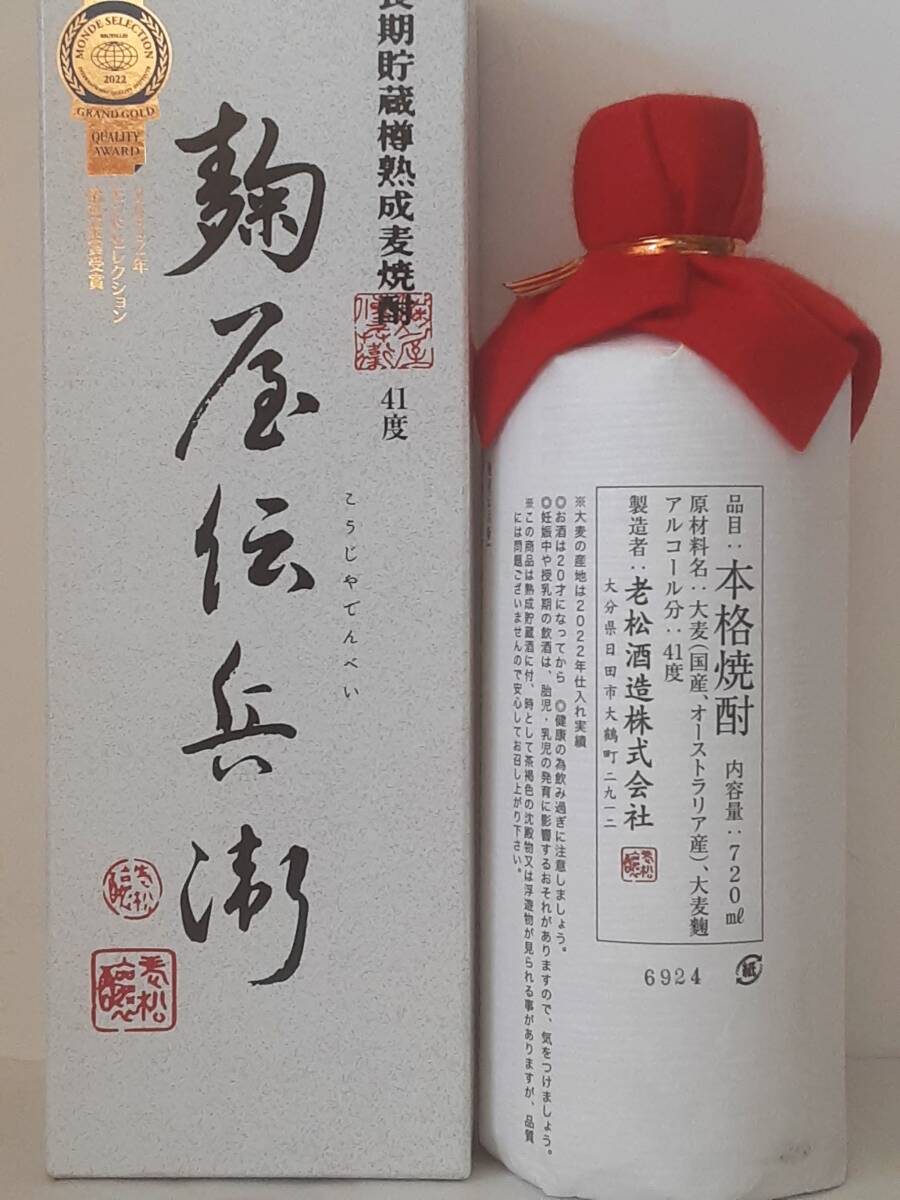 MONDE SELECTION
2022
GRAND GOLD
QUALITY
AWARD
長期貯蔵樽熟成麦焼酎
41度
麹屋伝兵衛
こうじやでんべい
品目：本格焼酎 内容量：720㎖
原材料名：大麦（国産、オーストラリア産）、大麦麹
アルコール分：41度
製造者：老松酒造株式会社
大分県日田市大鶴町二九一二
※大麦の産地は2022年仕入れ実績
◎お酒は20才になってから ◎健康の為飲み過ぎに注意しましょう。
◎妊娠中や授乳期の飲酒は、胎児・乳児の発育に影響するおそれがありますので、気をつけましょう。
※この商品は熟成貯蔵酒に付、時として茶褐色の沈殿物又は浮遊物が見られる事がありますが、品質
には問題ございませんので安心してお召し上がり下さい。
6924
紙